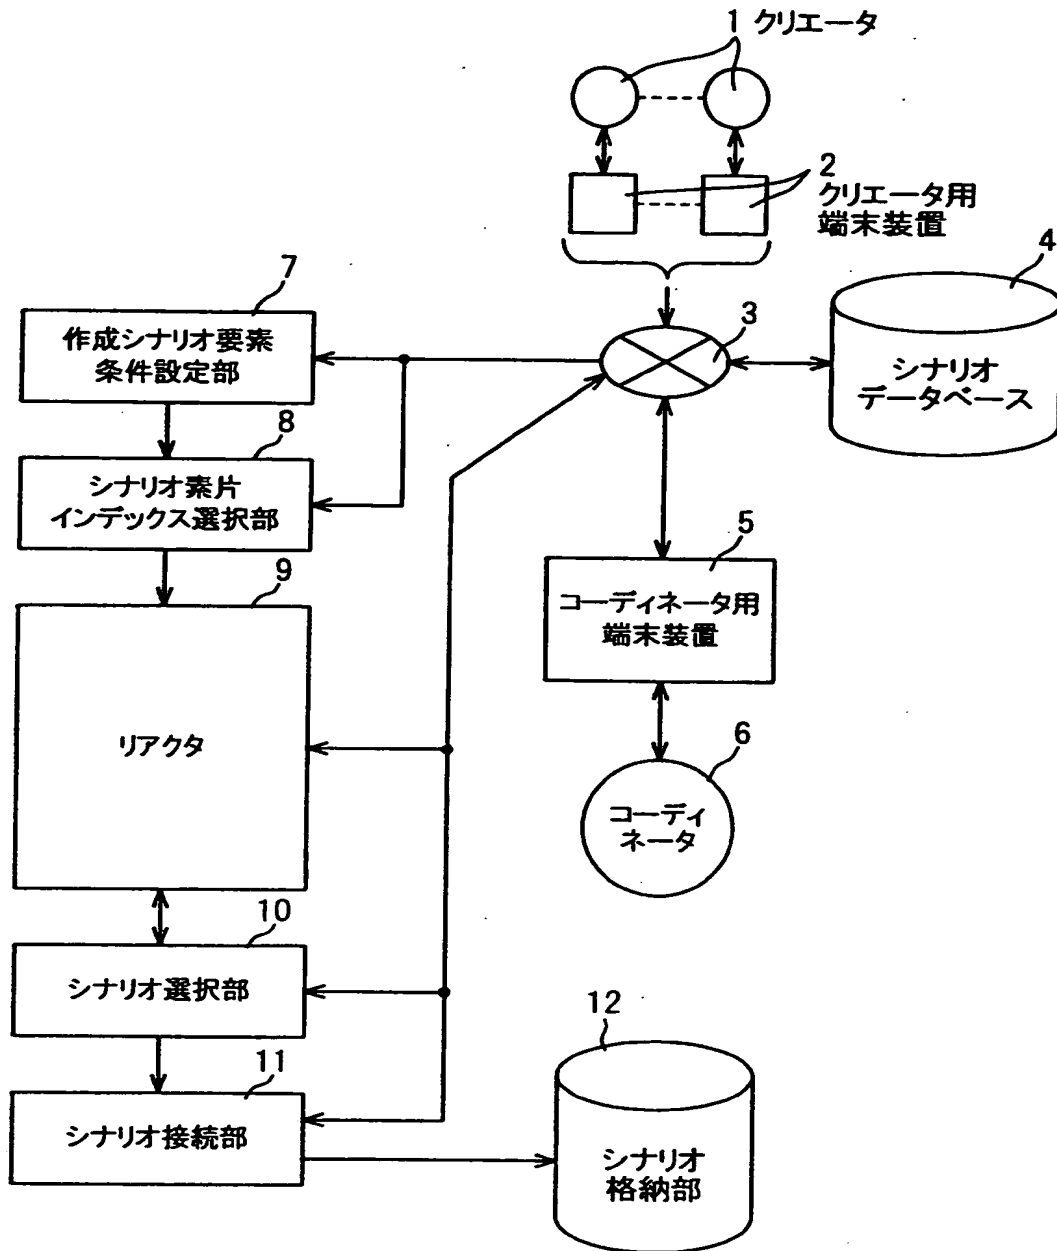 1 クリエータ
2
クリエータ用
端末装置
3
4
シナリオ
データベース
7
作成シナリオ要素
条件設定部
8
シナリオ素片
インデックス選択部
5
コーディネータ用
端末装置
9
リアクタ
6
コーディ
ネータ
10
シナリオ選択部
11
シナリオ接続部
12
シナリオ
格納部